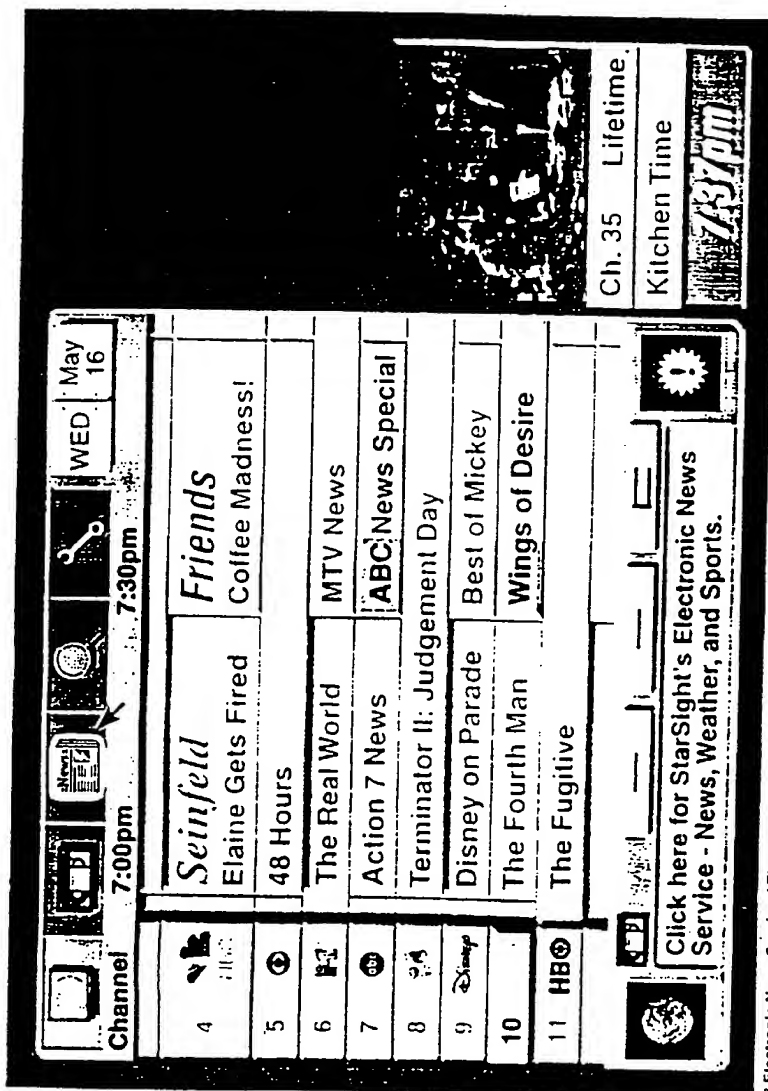 WED May
16
News
Channel 7:00pm 7:30pm
4 Seinfeld Friends
Elaine Gets Fired Coffee Madness!
5 48 Hours
6 The Real World MTV News
7 abc Action 7 News ABC News Special
8 Terminator II: Judgement Day
9 Disney Disney on Parade Best of Mickey
10 The Fourth Man Wings of Desire
11 HBO The Fugitive
Click here for StarSight's Electronic News
Service - News, Weather, and Sports.
Ch. 35 Lifetime
Kitchen Time
7:37pm